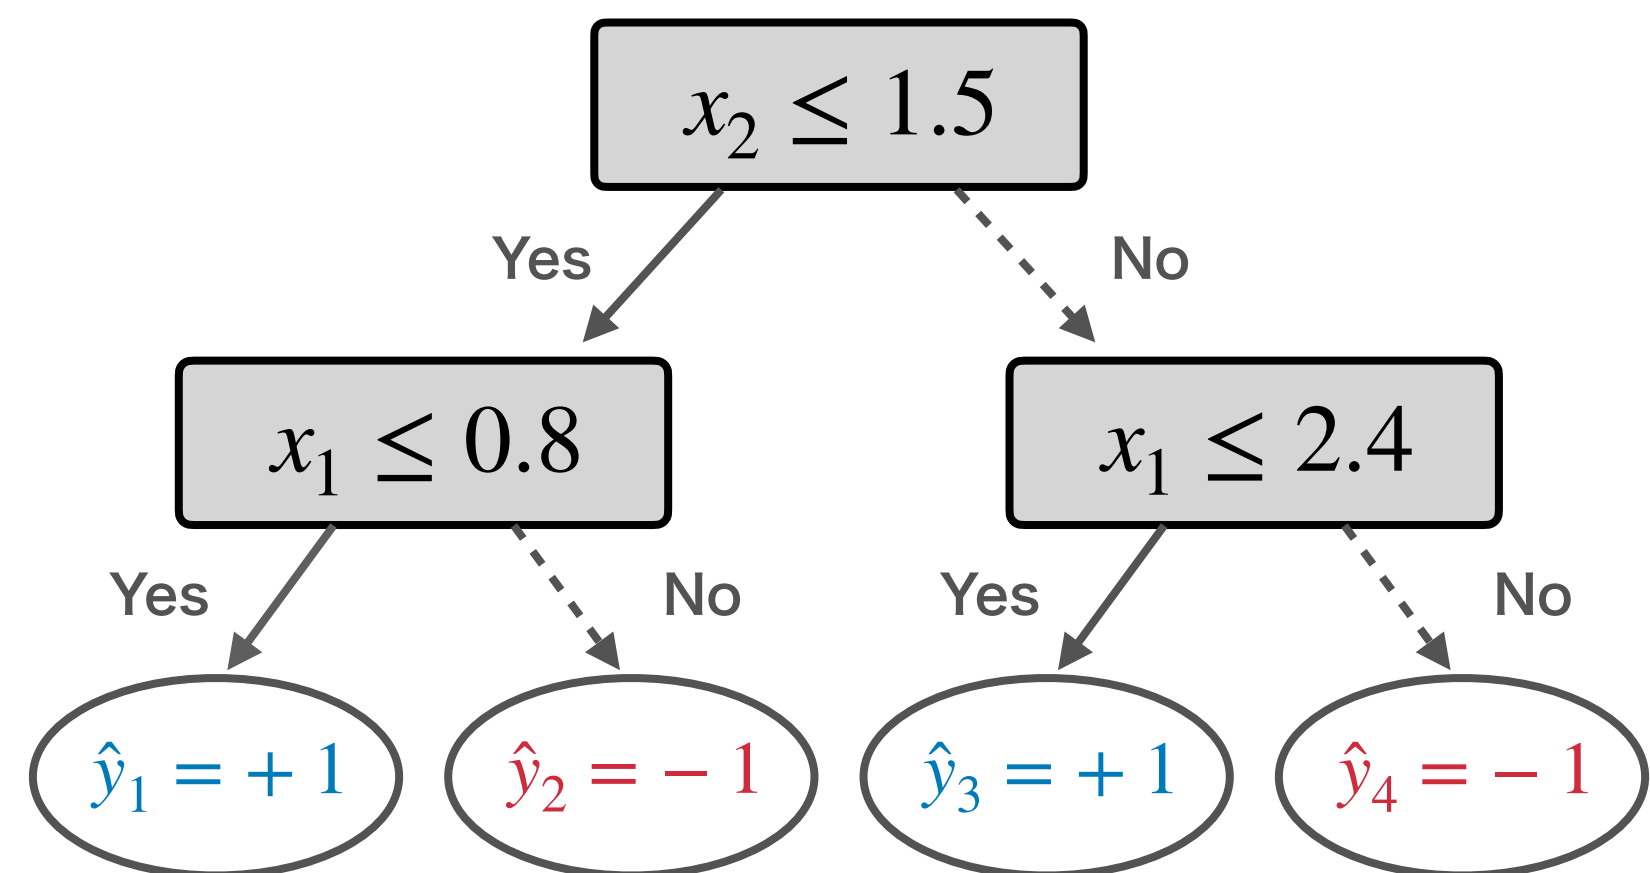 x₂ ≤ 1.5
Yes
No
x₁ ≤ 0.8
x₁ ≤ 2.4
Yes
No
Yes
No
ŷ₁ = + 1
ŷ₂ = − 1
ŷ₃ = + 1
ŷ₄ = − 1